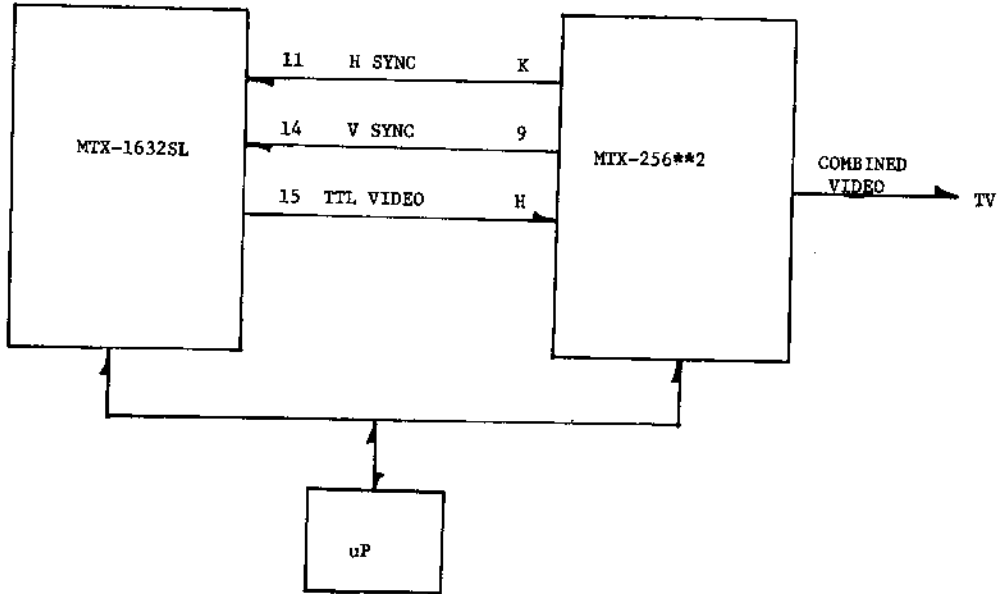 11 H SYNC K
14 V SYNC 9
MTX-1632SL
MTX-256**2
COMBINED
VIDEO
TV
15 TTL VIDEO H
uP